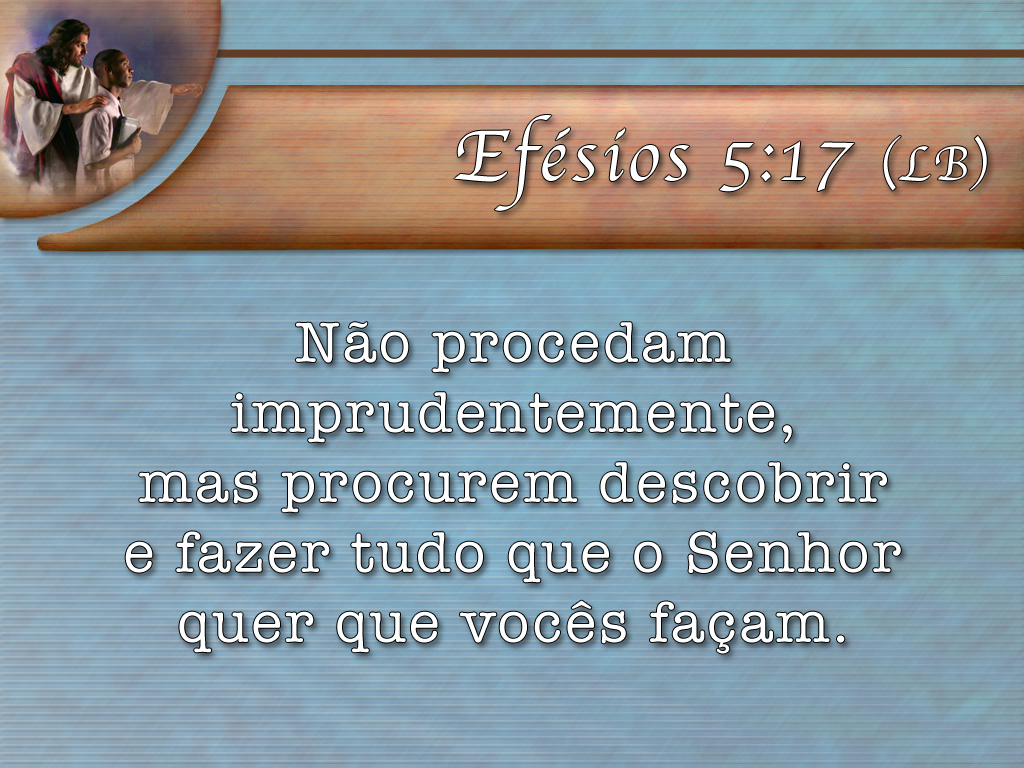 Efésios 5:17 (LB)
Não procedam
imprudentemente,
mas procurem descobrir
e fazer tudo que o Senhor
quer que vocês façam.